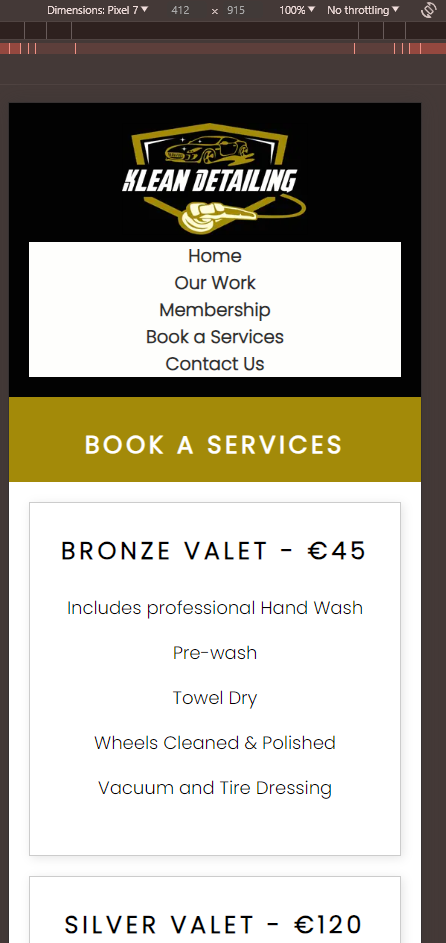 Dimensions: Pixel 7 ▼ 412 × 915 100% ▼ No throttling ▼
KLEAN DETAILING
Home
Our Work
Membership
Book a Services
Contact Us
BOOK A SERVICES
BRONZE VALET - €45
Includes professional Hand Wash
Pre-wash
Towel Dry
Wheels Cleaned & Polished
Vacuum and Tire Dressing
SILVER VALET - €120